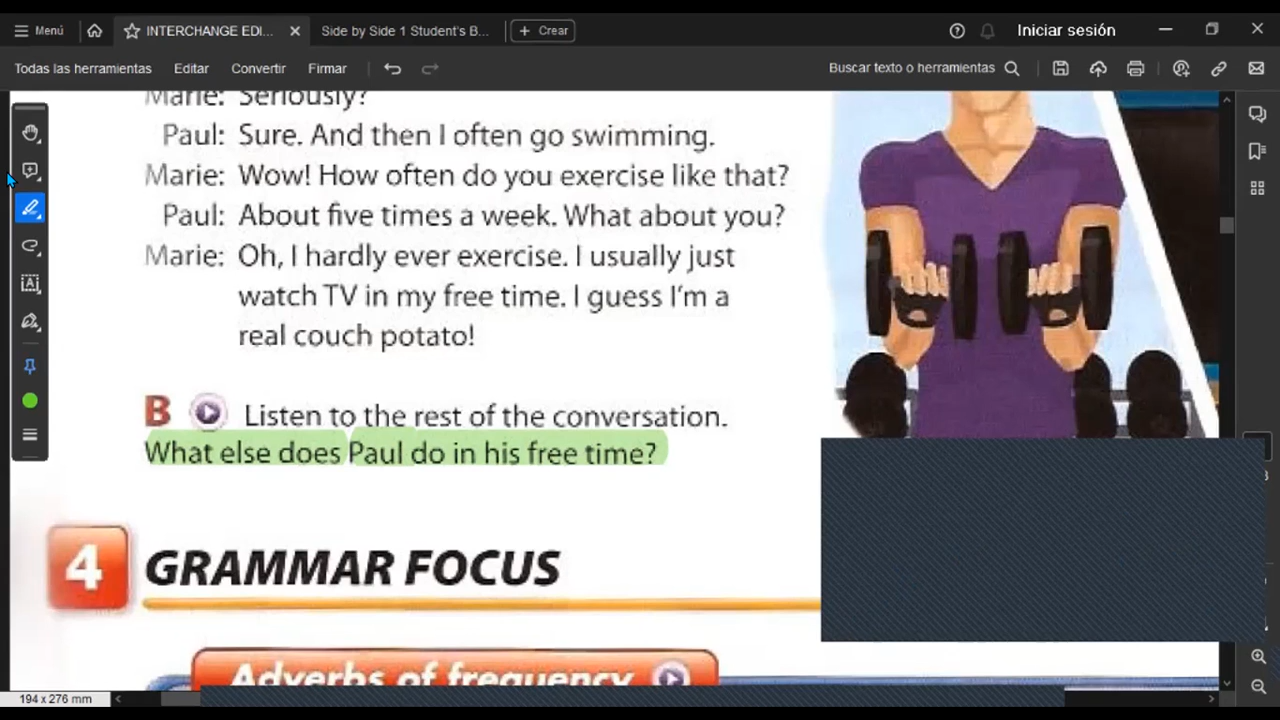 Menú
INTERCHANGE EDI...
Side by Side 1 Student's B...
Crear
Iniciar sesión
Todas las herramientas
Editar
Convertir
Firmar
Buscar texto o herramientas
Marie: Seriously?
Paul: Sure. And then I often go swimming.
Marie: Wow! How often do you exercise like that?
Paul: About five times a week. What about you?
Marie: Oh, I hardly ever exercise. I usually just
watch TV in my free time. I guess I'm a
real couch potato!
B Listen to the rest of the conversation.
What else does Paul do in his free time?
4 GRAMMAR FOCUS
Adverbs of frequency
194 x 276 mm